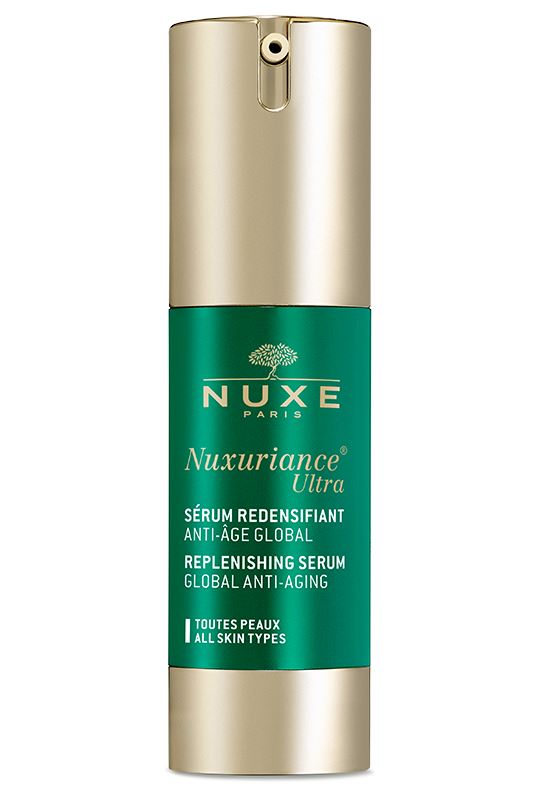 NUXE
PARIS
Nuxuriance®
Ultra
SÉRUM REDENSIFIANT
ANTI-ÂGE GLOBAL
REPLENISHING SERUM
GLOBAL ANTI-AGING
TOUTES PEAUX
ALL SKIN TYPES